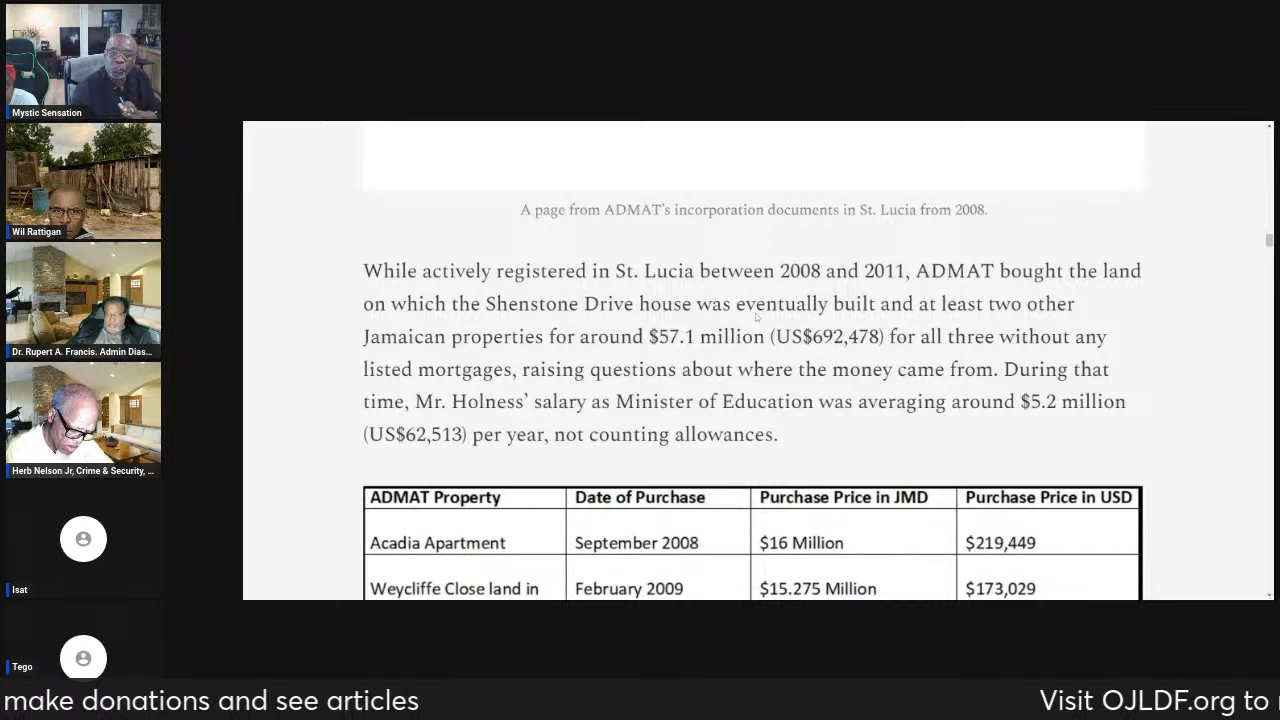 Mystic Sensation
Wil Rattigan
Dr. Rupert A. Francis. Admin Dias...
Herb Nelson Jr, Crime & Security, ...
Isat
Tego
A page from ADMAT's incorporation documents in St. Lucia from 2008.
While actively registered in St. Lucia between 2008 and 2011, ADMAT bought the land
on which the Shenstone Drive house was eventually built and at least two other
Jamaican properties for around $57.1 million (US$692,478) for all three without any
listed mortgages, raising questions about where the money came from. During that
time, Mr. Holness' salary as Minister of Education was averaging around $5.2 million
(US$62,513) per year, not counting allowances.
ADMAT Property Date of Purchase Purchase Price in JMD Purchase Price in USD
Acadia Apartment September 2008 $16 Million $219,449
Weycliffe Close land in February 2009 $15.275 Million $173,029
make donations and see articles Visit OJLDF.org to